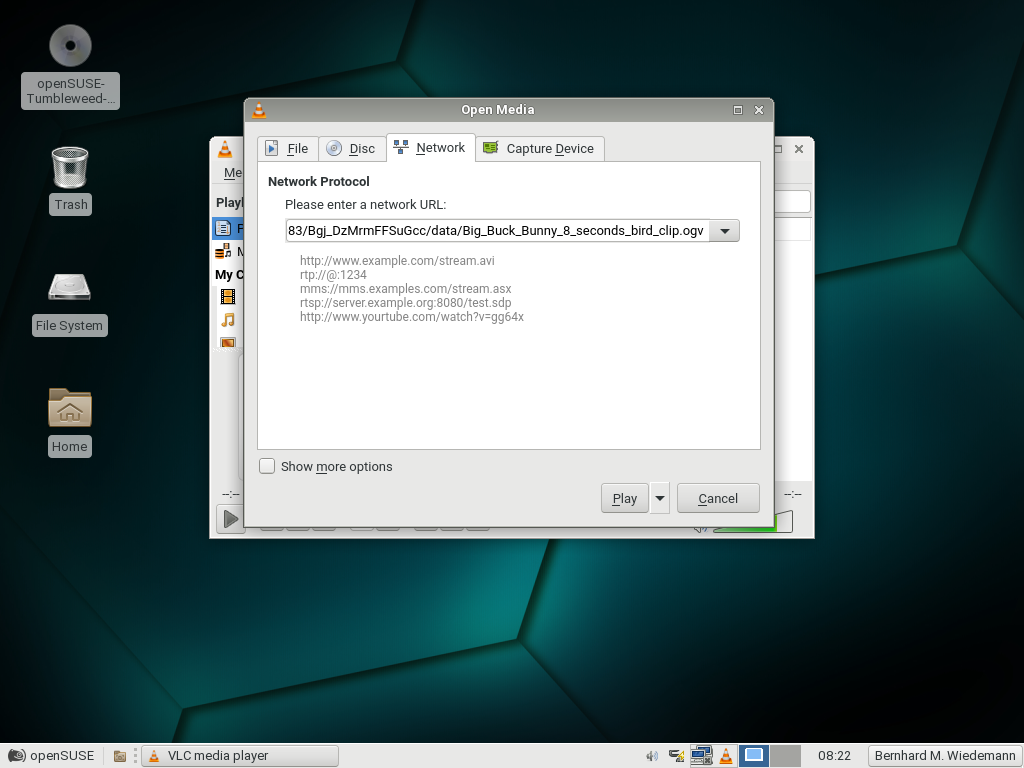 openSUSE-
Tumbleweed-...
Trash
File System
Home
Open Media
File
Disc
Network
Capture Device
Network Protocol
Please enter a network URL:
83/Bgj_DzMrmFFSuGcc/data/Big_Buck_Bunny_8_seconds_bird_clip.ogv
http://www.example.com/stream.avi
rtp://@:1234
mms://mms.examples.com/stream.asx
rtsp://server.example.org:8080/test.sdp
http://www.yourtube.com/watch?v=gg64x
Show more options
Play
Cancel
Me
Playl
F
M
My C
--:--
--:--
openSUSE
VLC media player
08:22
Bernhard M. Wiedemann